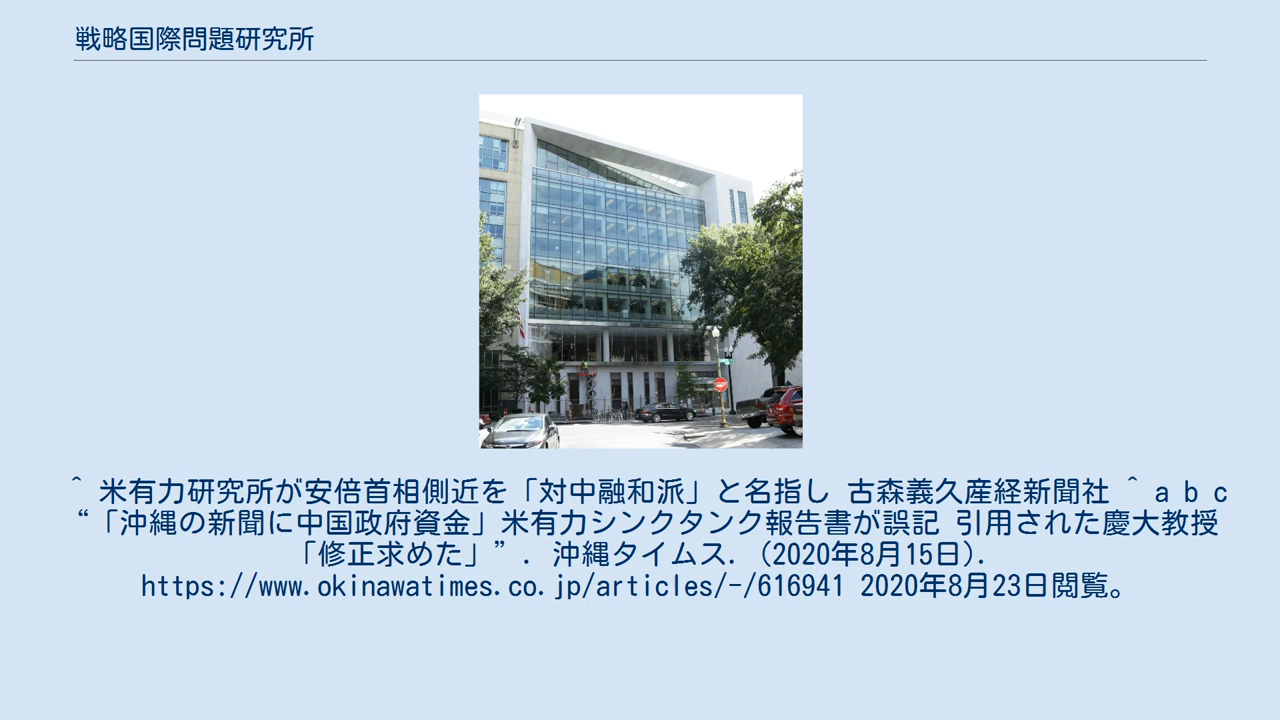 戦略国際問題研究所
^ 米有力研究所が安倍首相側近を「対中融和派」と名指し 古森義久産経新聞社 ^ a b c
“「沖縄の新聞に中国政府資金」米有力シンクタンク報告書が誤記 引用された慶大教授
「修正求めた」”. 沖縄タイムス. (2020年8月15日).
https://www.okinawatimes.co.jp/articles/-/616941 2020年8月23日閲覧。